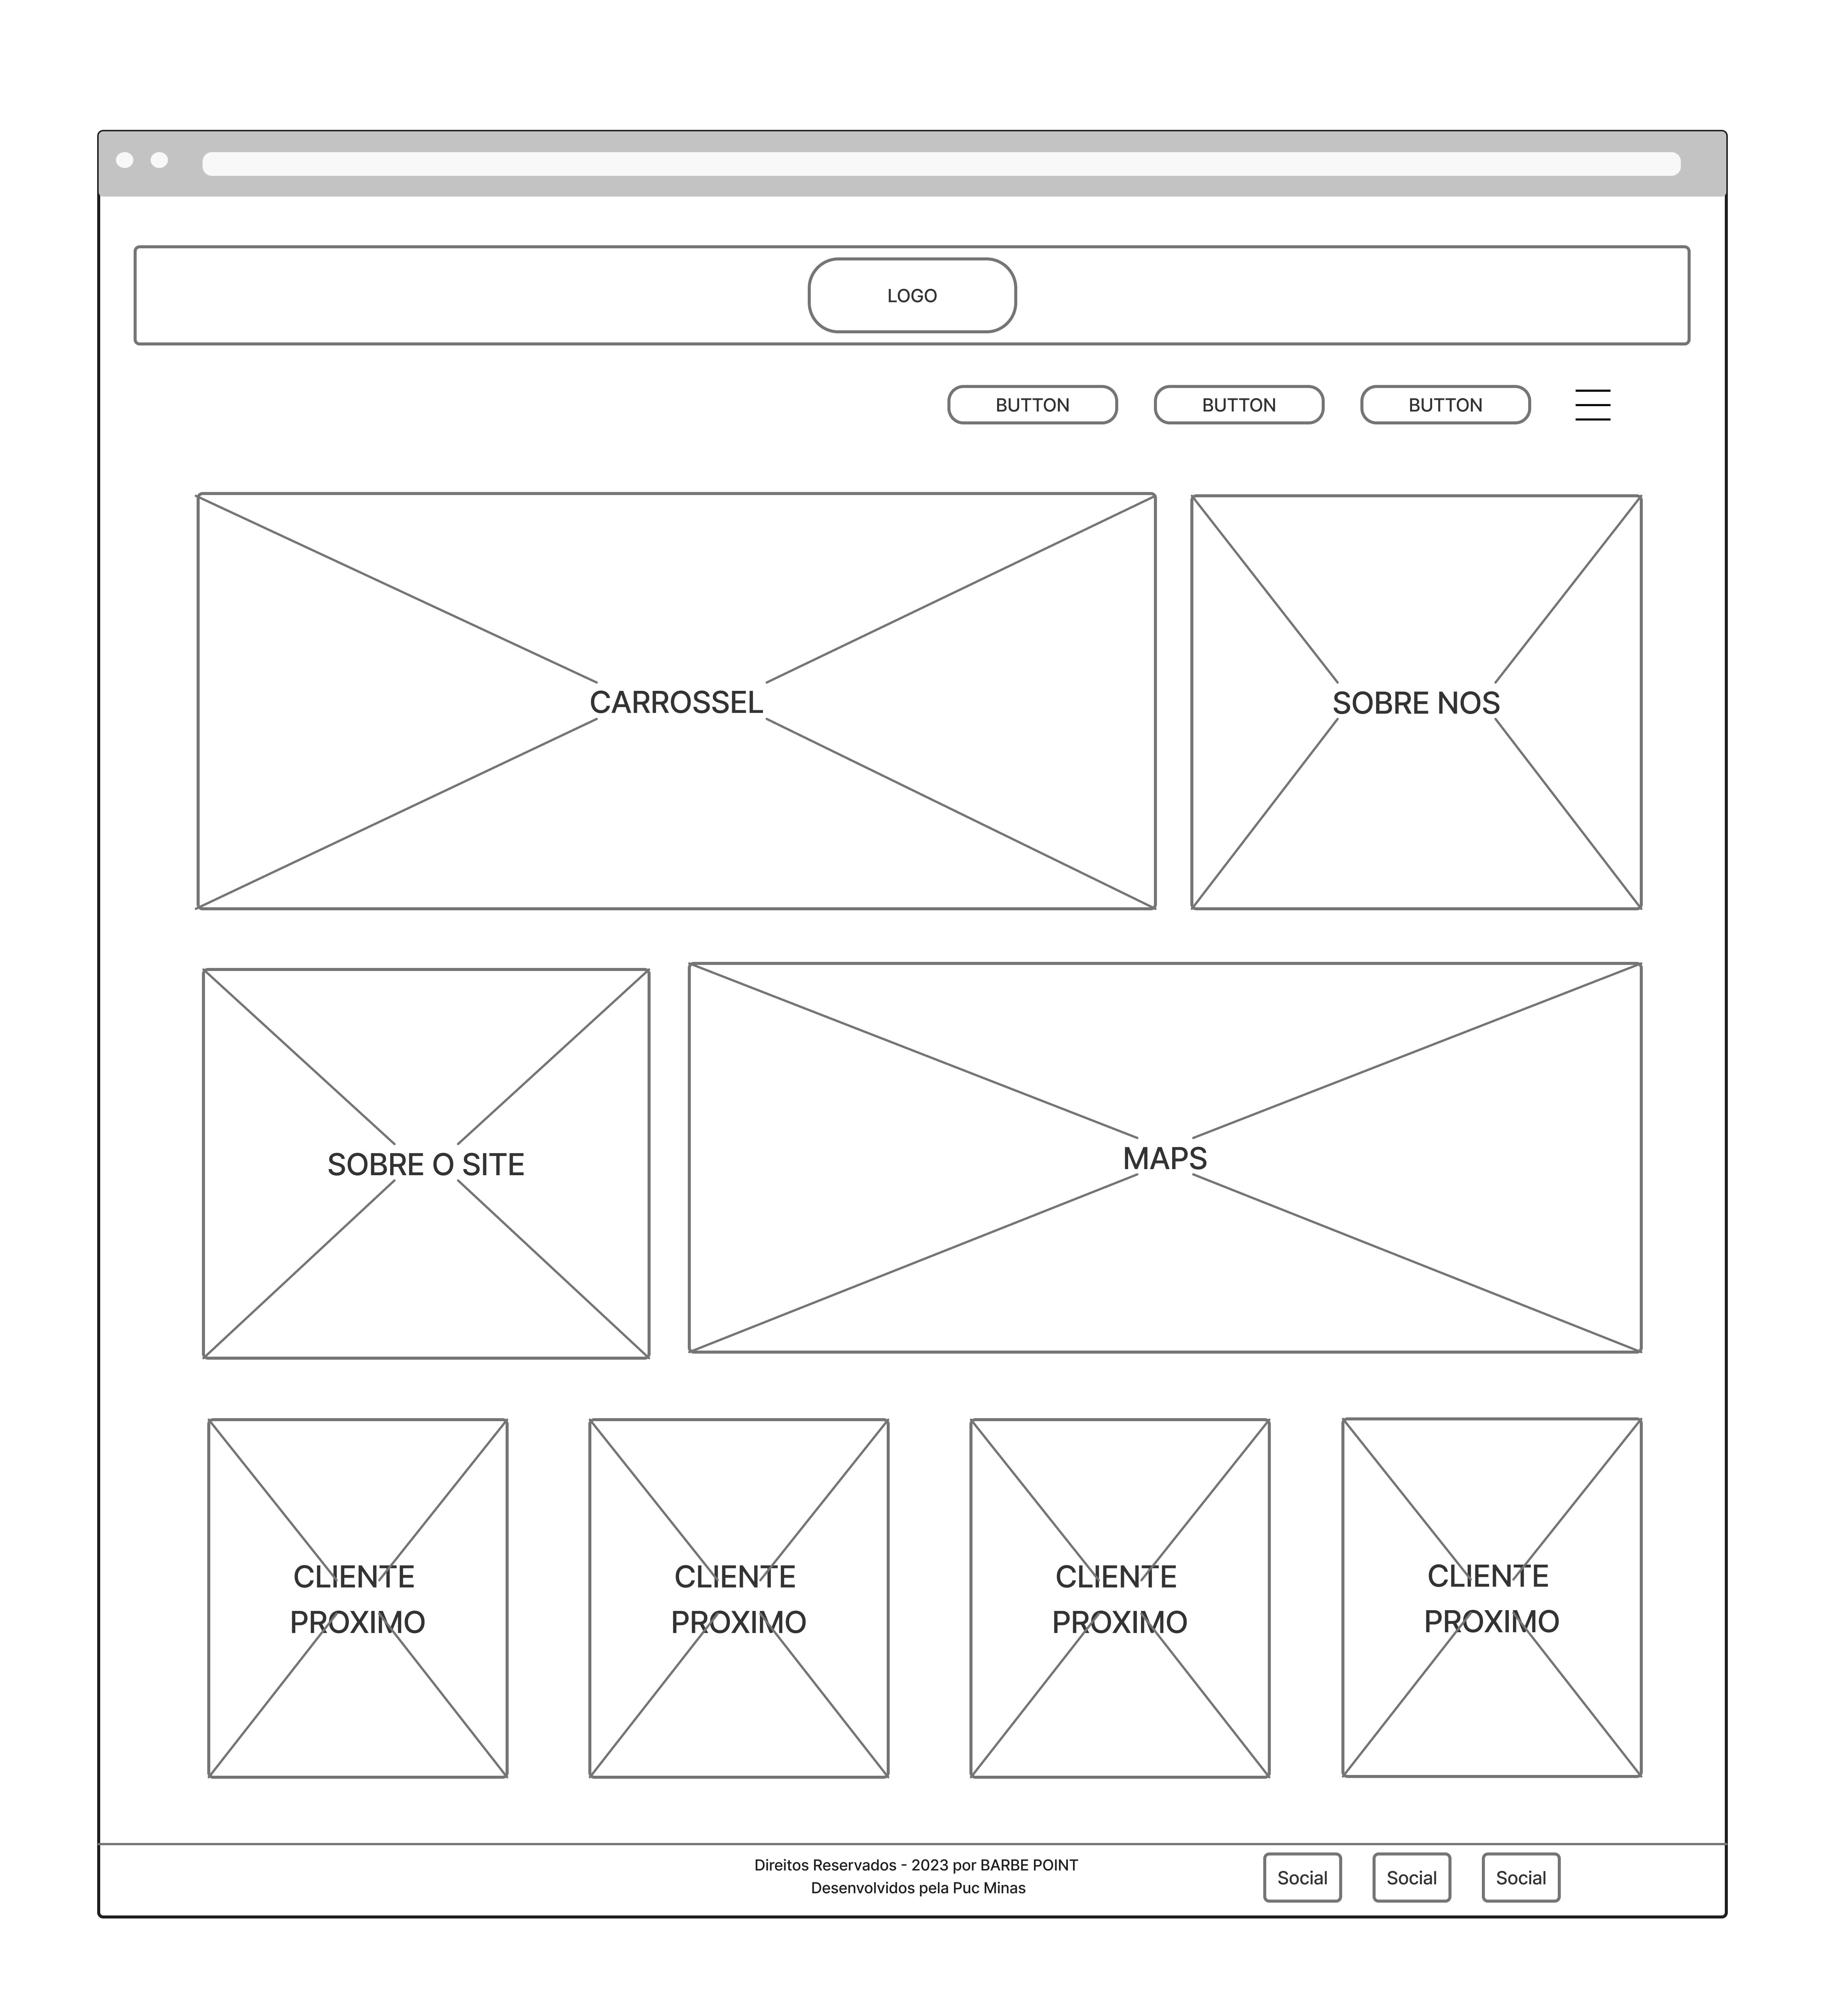 LOGO
BUTTON BUTTON BUTTON
CARROSSEL
SOBRE NOS
SOBRE O SITE
MAPS
CLIENTE
PROXIMO
CLIENTE
PROXIMO
CLIENTE
PROXIMO
CLIENTE
PROXIMO
Direitos Reservados - 2023 por BARBE POINT
Desenvolvidos pela Puc Minas
Social Social Social